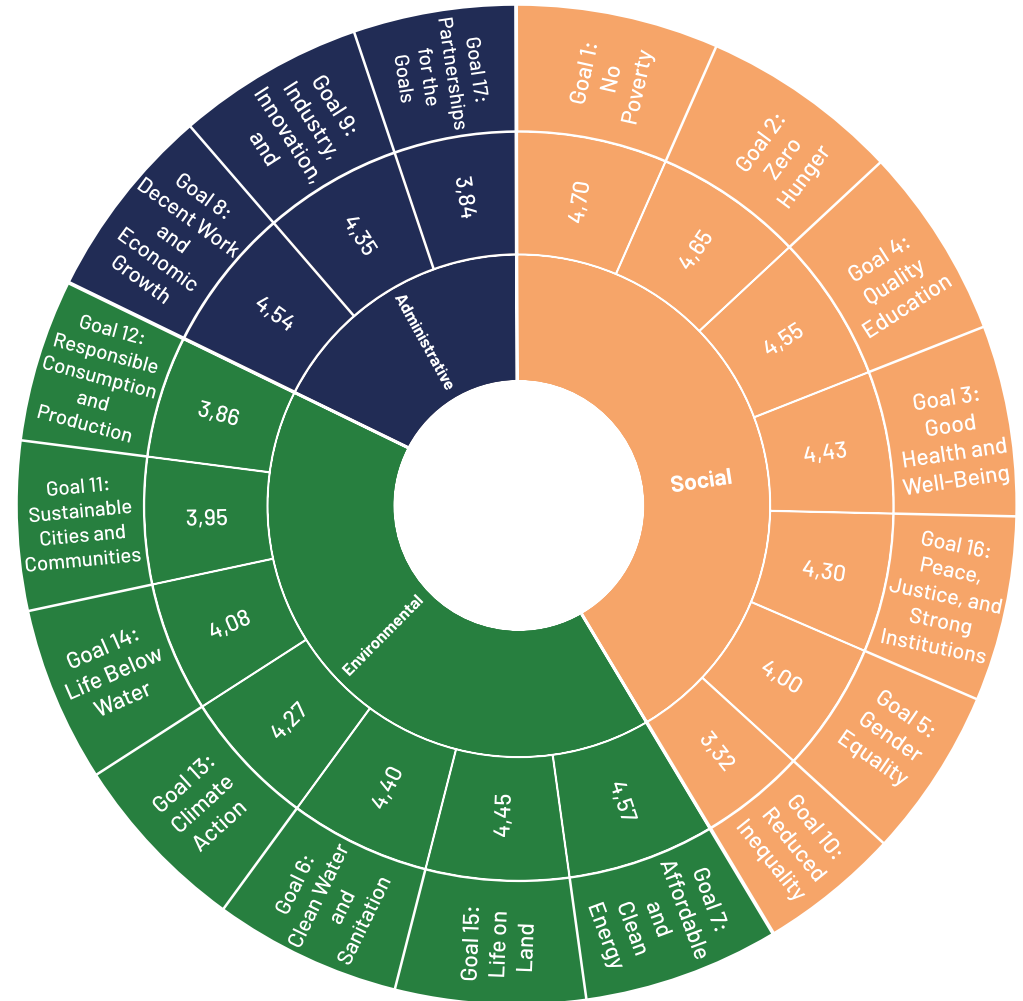 Social
Goal 1:
No
Poverty
4,70
Goal 2:
Zero
Hunger
4,65
Goal 4:
Quality
Education
4,55
Goal 3:
Good
Health and
Well-Being
4,43
Goal 16:
Peace,
Justice, and
Strong
Institutions
4,30
Goal 5:
Gender
Equality
4,00
Goal 10:
Reduced
Inequality
3,32
Environmental
Goal 7:
Affordable
and
Clean
Energy
4,57
Goal 15:
Life on
Land
4,45
Goal 6:
Clean Water
and
Sanitation
4,40
Goal 13:
Climate
Action
4,27
Goal 14:
Life Below
Water
4,08
Goal 11:
Sustainable
Cities and
Communities
3,95
Goal 12:
Responsible
Consumption
and
Production
3,86
Administrative
Goal 8:
Decent Work
and
Economic
Growth
4,54
Goal 9:
Industry,
Innovation,
and
4,35
Goal 17:
Partnerships
for the
Goals
3,84